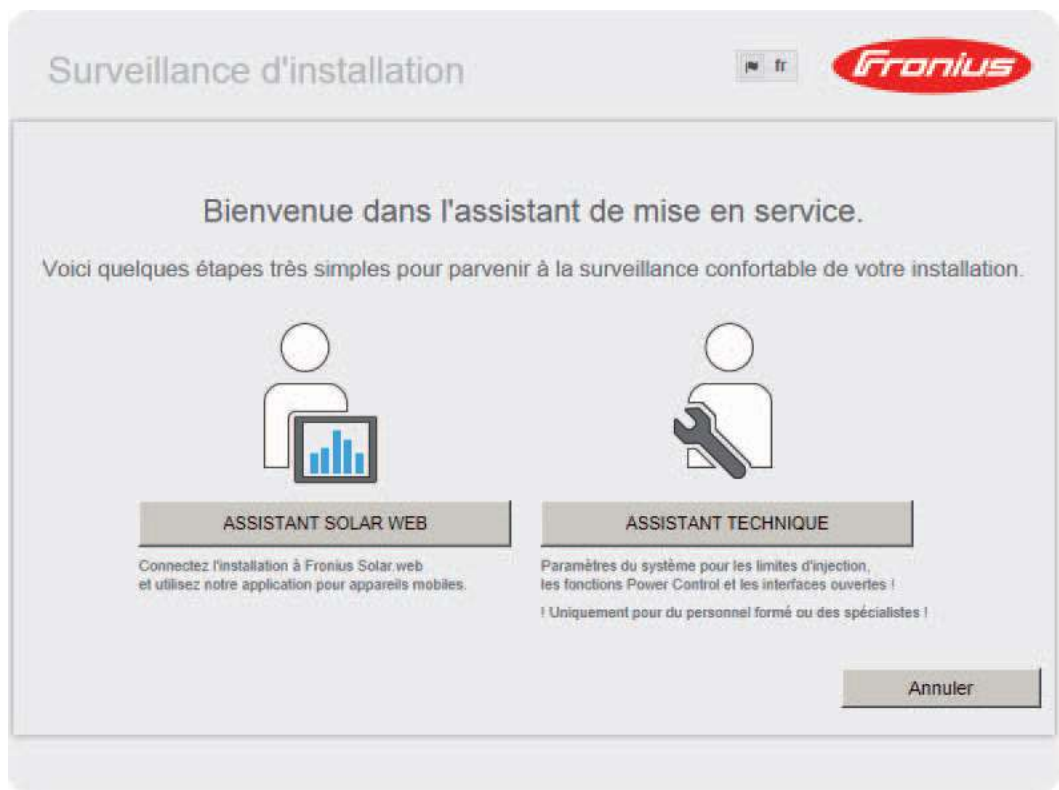 Surveillance d'installation
fr
Fronius
Bienvenue dans l'assistant de mise en service.
Voici quelques étapes très simples pour parvenir à la surveillance confortable de votre installation.
ASSISTANT SOLAR WEB
ASSISTANT TECHNIQUE
Connectez l'installation à Fronius Solar.web
et utilisez notre application pour appareils mobiles.
Paramètres du système pour les limites d'injection,
les fonctions Power Control et les interfaces ouvertes !
! Uniquement pour du personnel formé ou des spécialistes !
Annuler